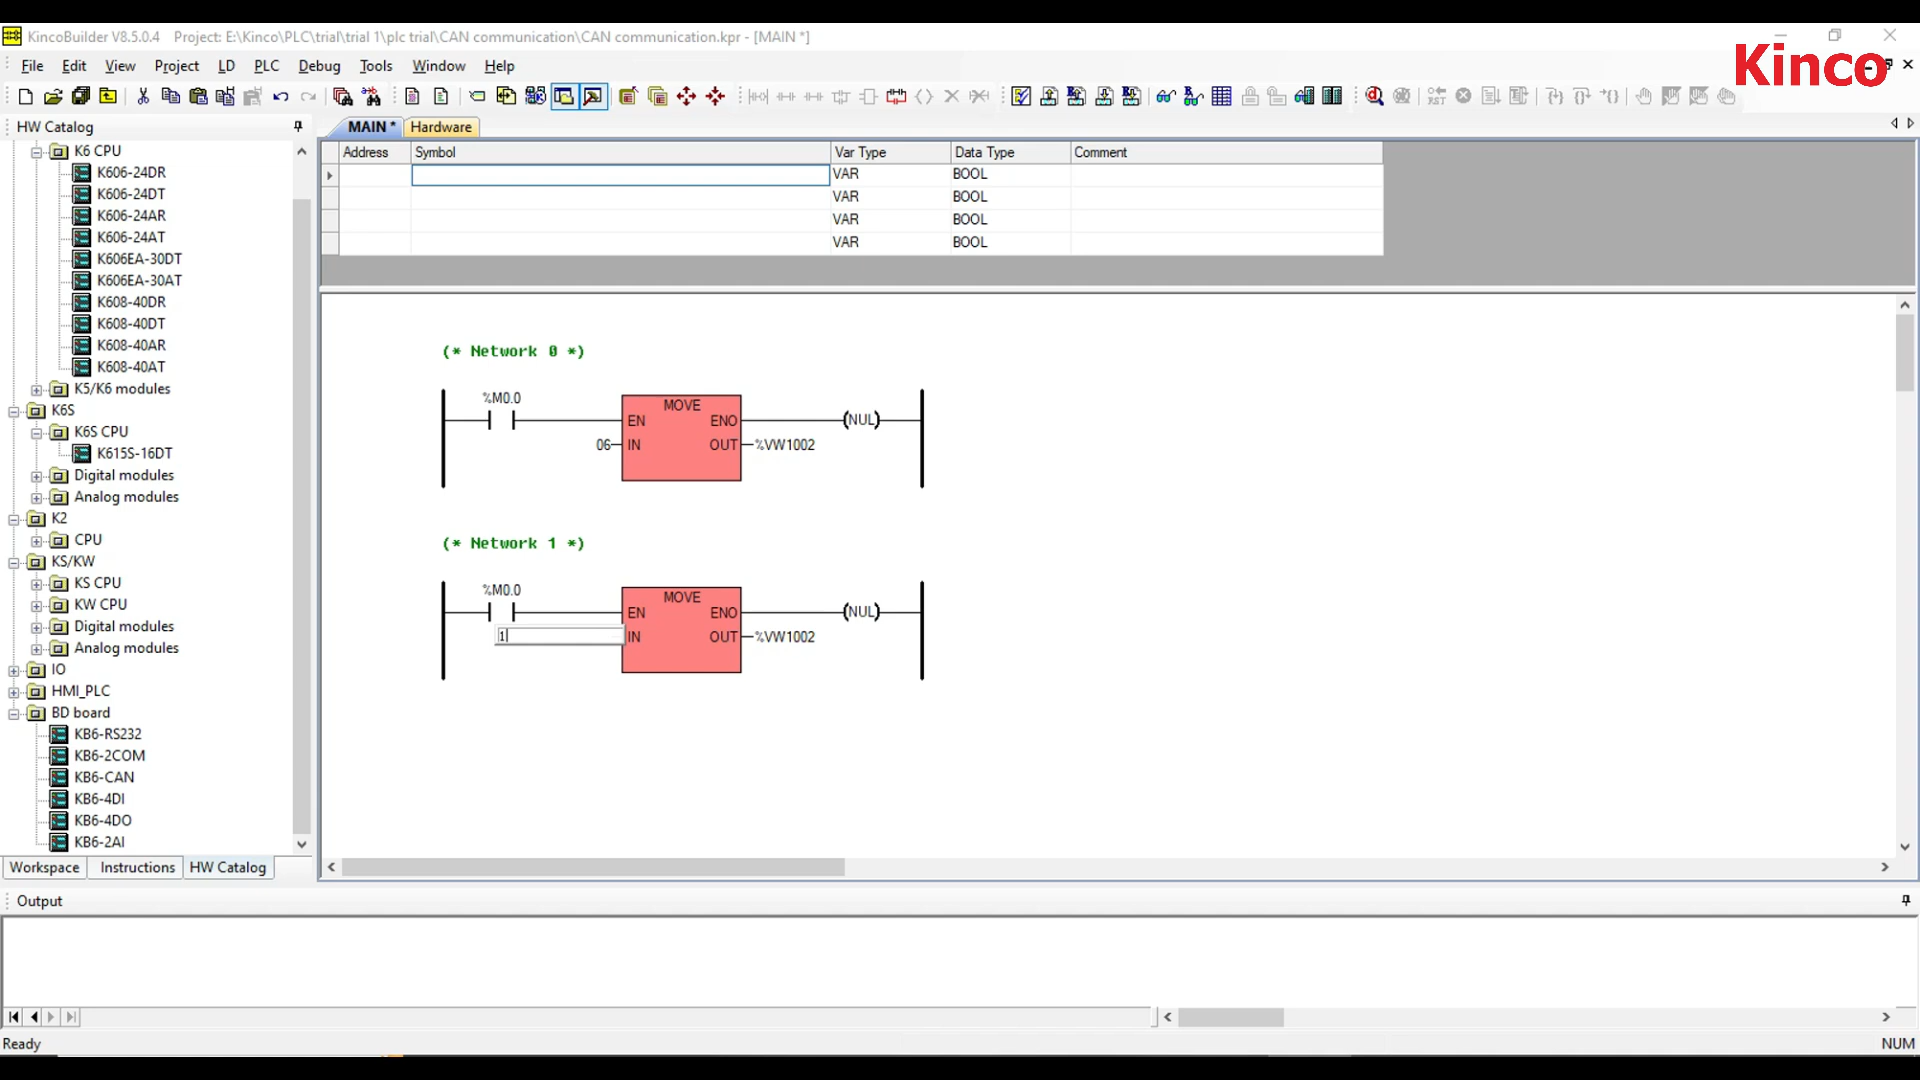 KincoBuilder V8.5.0.4 Project: E:\Kinco\PLC\trial\trial 1\plc trial\CAN communication\CAN communication.kpr - [MAIN *]
Kinco
File Edit View Project LD PLC Debug Tools Window Help
HW Catalog
MAIN * Hardware
Address Symbol Var Type Data Type Comment
VAR BOOL
VAR BOOL
VAR BOOL
VAR BOOL
K6 CPU
K606-24DR
K606-24DT
K606-24AR
K606-24AT
K606EA-30DT
K606EA-30AT
K608-40DR
K608-40DT
K608-40AR
K608-40AT
K5/K6 modules
K6S
K6S CPU
K615S-16DT
Digital modules
Analog modules
K2
CPU
KS/KW
KS CPU
KW CPU
Digital modules
Analog modules
IO
HMI_PLC
BD board
KB6-RS232
KB6-2COM
KB6-CAN
KB6-4DI
KB6-4DO
KB6-2AI
Workspace Instructions HW Catalog
(* Network 0 *)
%M0.0
MOVE
EN ENO (NUL)
06 IN OUT %VW1002
(* Network 1 *)
%M0.0
MOVE
EN ENO (NUL)
1 IN OUT %VW1002
Output
Ready NUM